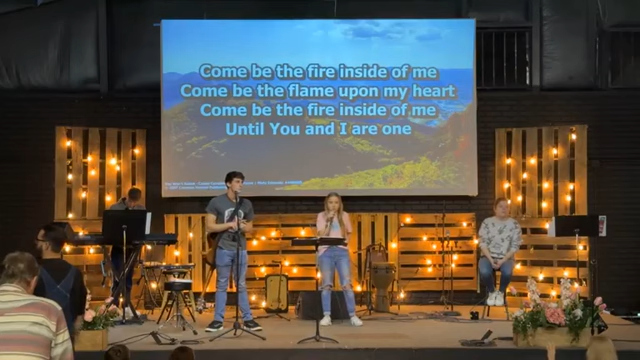 Come be the fire inside of me
Come be the flame upon my heart
Come be the fire inside of me
Until You and I are one